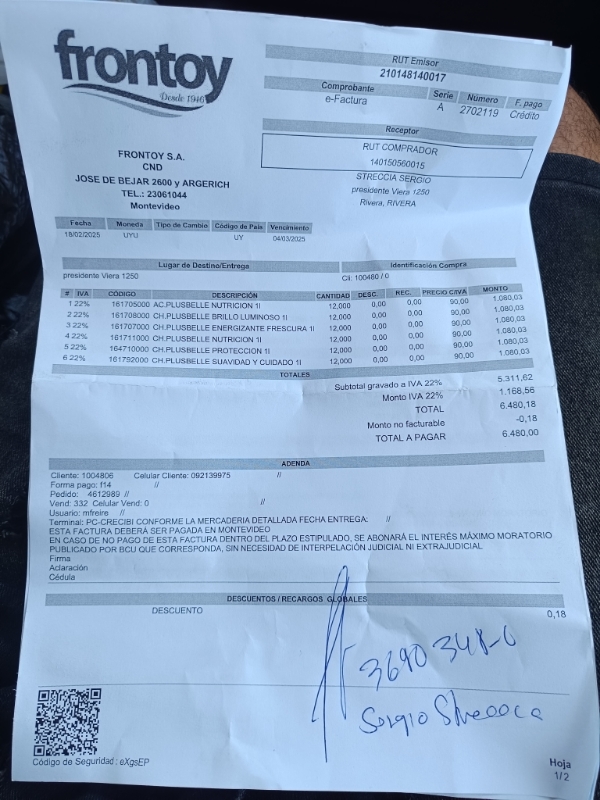 frontoy
Desde 1946
RUT Emisor
210148140017
Comprobante Serie Número F. pago
e-Factura A 2702119 Crédito
Receptor
RUT COMPRADOR
140150560015
STRECCIA SERGIO
presidente Viera 1250
Rivera, RIVERA
FRONTOY S.A.
CND
JOSE DE BEJAR 2600 y ARGERICH
TEL.: 23061044
Montevideo
Fecha Moneda Tipo de Cambio Código de País Vencimiento
18/02/2025 UYU UY 04/03/2025
Lugar de Destino/Entrega Identificación Compra
presidente Viera 1250 C/I: 100480 / 0
# IVA CÓDIGO DESCRIPCIÓN CANTIDAD DESC. REC. PRECIO C/IVA MONTO
1 22% 161705000 AC.PLUSBELLE NUTRICION 1l 12,000 0,00 0,00 90,00 1.080,03
2 22% 161708000 CH.PLUSBELLE BRILLO LUMINOSO 1l 12,000 0,00 0,00 90,00 1.080,03
3 22% 161707000 CH.PLUSBELLE ENERGIZANTE FRESCURA 1l 12,000 0,00 0,00 90,00 1.080,03
4 22% 161711000 CH.PLUSBELLE NUTRICION 1l 12,000 0,00 0,00 90,00 1.080,03
5 22% 164710000 CH.PLUSBELLE PROTECCION 1l 12,000 0,00 0,00 90,00 1.080,03
6 22% 161792000 CH.PLUSBELLE SUAVIDAD Y CUIDADO 1l 12,000 0,00 0,00 90,00 1.080,03
TOTALES
Subtotal gravado a IVA 22% 5.311,62
Monto IVA 22% 1.168,56
TOTAL 6.480,18
Monto no facturable -0,18
TOTAL A PAGAR 6.480,00
ADENDA
Cliente: 1004806 Celular Cliente: 092139975 //
Forma pago: f14 //
Pedido: 4612989 //
Vend: 332 Celular Vend: 0 //
Usuario: mfreire //
Terminal: PC-CRECIBI CONFORME LA MERCADERIA DETALLADA FECHA ENTREGA: //
ESTA FACTURA DEBERÁ SER PAGADA EN MONTEVIDEO
EN CASO DE NO PAGO DE ESTA FACTURA DENTRO DEL PLAZO ESTIPULADO, SE ABONARÁ EL INTERÉS MÁXIMO MORATORIO
PUBLICADO POR BCU QUE CORRESPONDA, SIN NECESIDAD DE INTERPELACIÓN JUDICIAL NI EXTRAJUDICIAL
Firma
Aclaración
Cédula
DESCUENTOS / RECARGOS GLOBALES
DESCUENTO 0,18
3690348-0
Sergio
Código de Seguridad: eXgsEP
Hoja
1/2